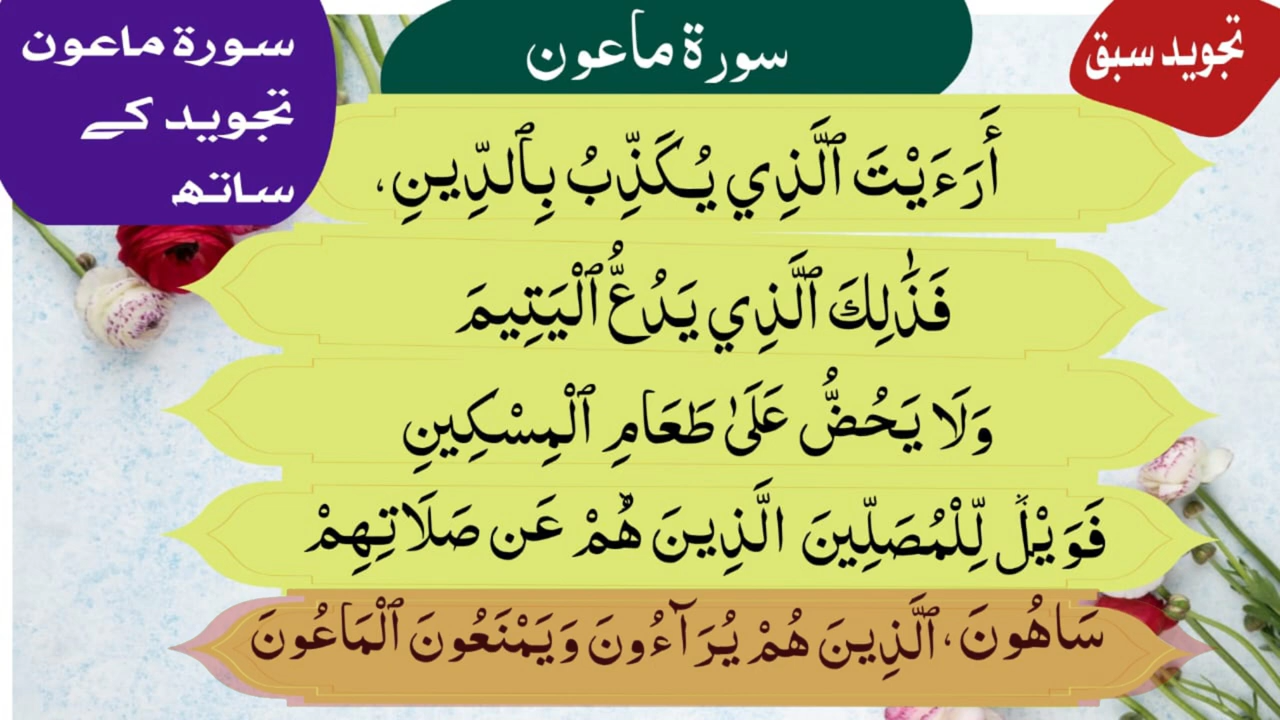 تجوید سبق
سورۃ ماعون
سورۃ ماعون
تجوید کے
ساتھ
أَرَءَيْتَ ٱلَّذِي يُكَذِّبُ بِٱلدِّينِ،
فَذَٰلِكَ ٱلَّذِي يَدُعُّ ٱلْيَتِيمَ
وَلَا يَحُضُّ عَلَىٰ طَعَامِ ٱلْمِسْكِينِ
فَوَيْلٌ لِّلْمُصَلِّينَ الَّذِينَ هُمْ عَن صَلَاتِهِمْ
سَاهُونَ، ٱلَّذِينَ هُمْ يُرَآءُونَ وَيَمْنَعُونَ ٱلْمَاعُونَ